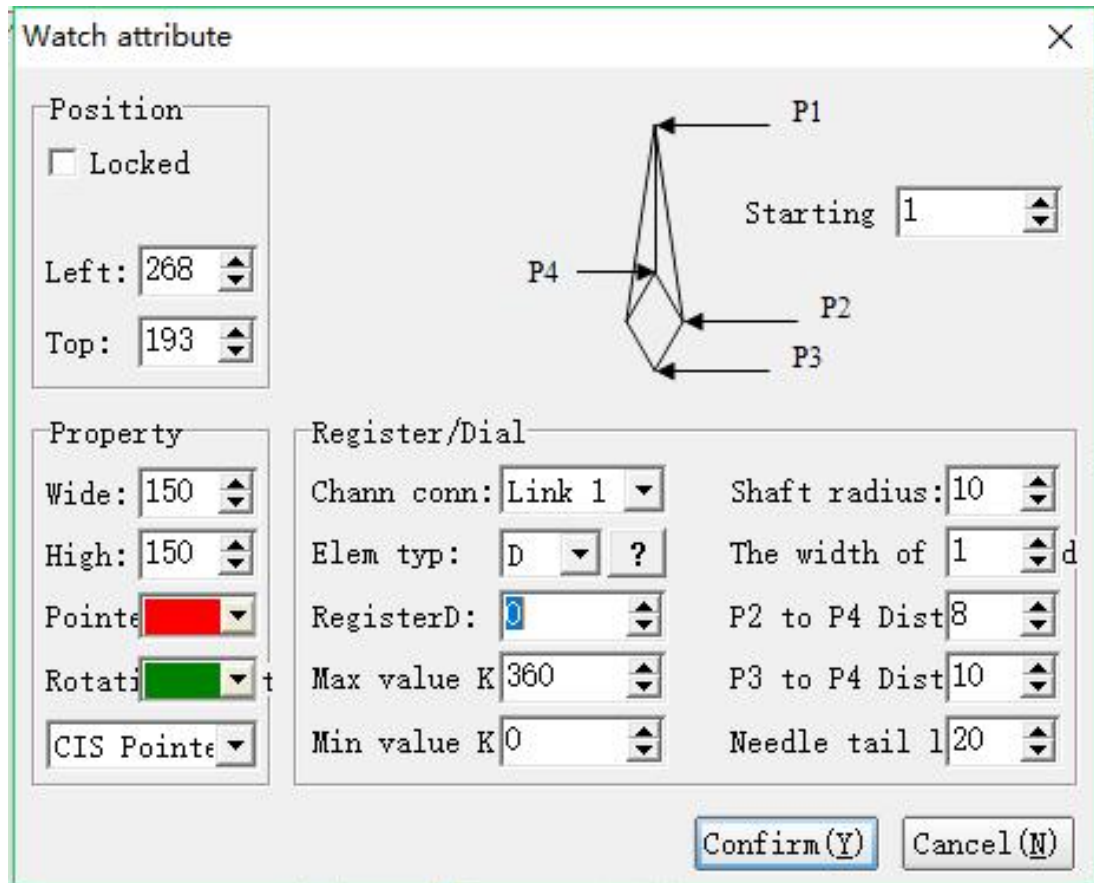 Watch attribute
Position
Locked
Left: 268
Top: 193
P1
Starting 1
P4
P2
P3
Property
Wide: 150
High: 150
Pointe
Rotati t
CIS Pointe
Register/Dial
Chann conn: Link 1
Elem typ: D ?
RegisterD: 0
Max value K 360
Min value K 0
Shaft radius: 10
The width of 1 d
P2 to P4 Dist 8
P3 to P4 Dist 10
Needle tail l 20
Confirm(Y) Cancel(N)